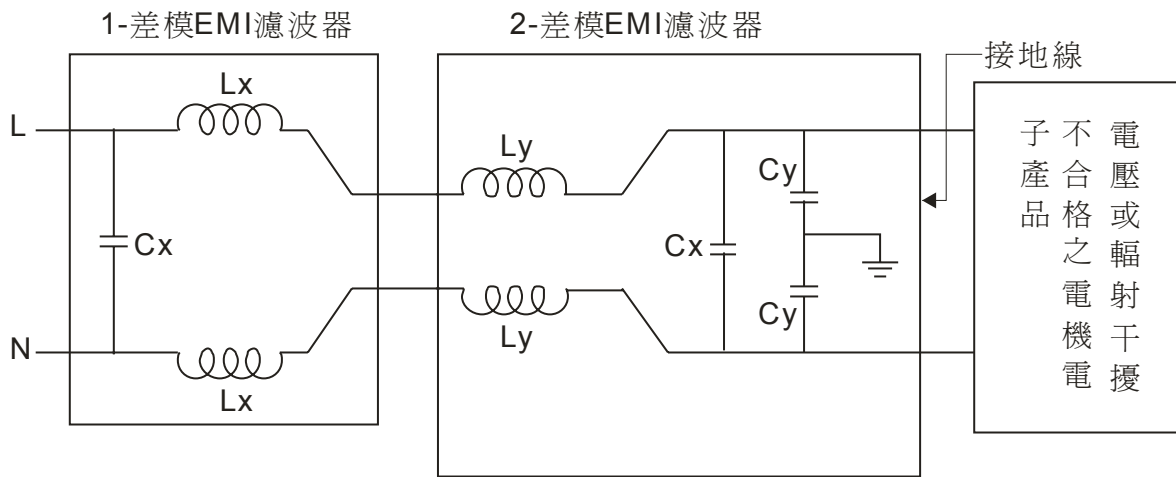 1-差模EMI濾波器
2-差模EMI濾波器
接地線
L
Lx
Ly
Cx
Cy
Cx
Cy
N
Lx
Ly
電壓或輻射干擾
不合格之電機電
子產品